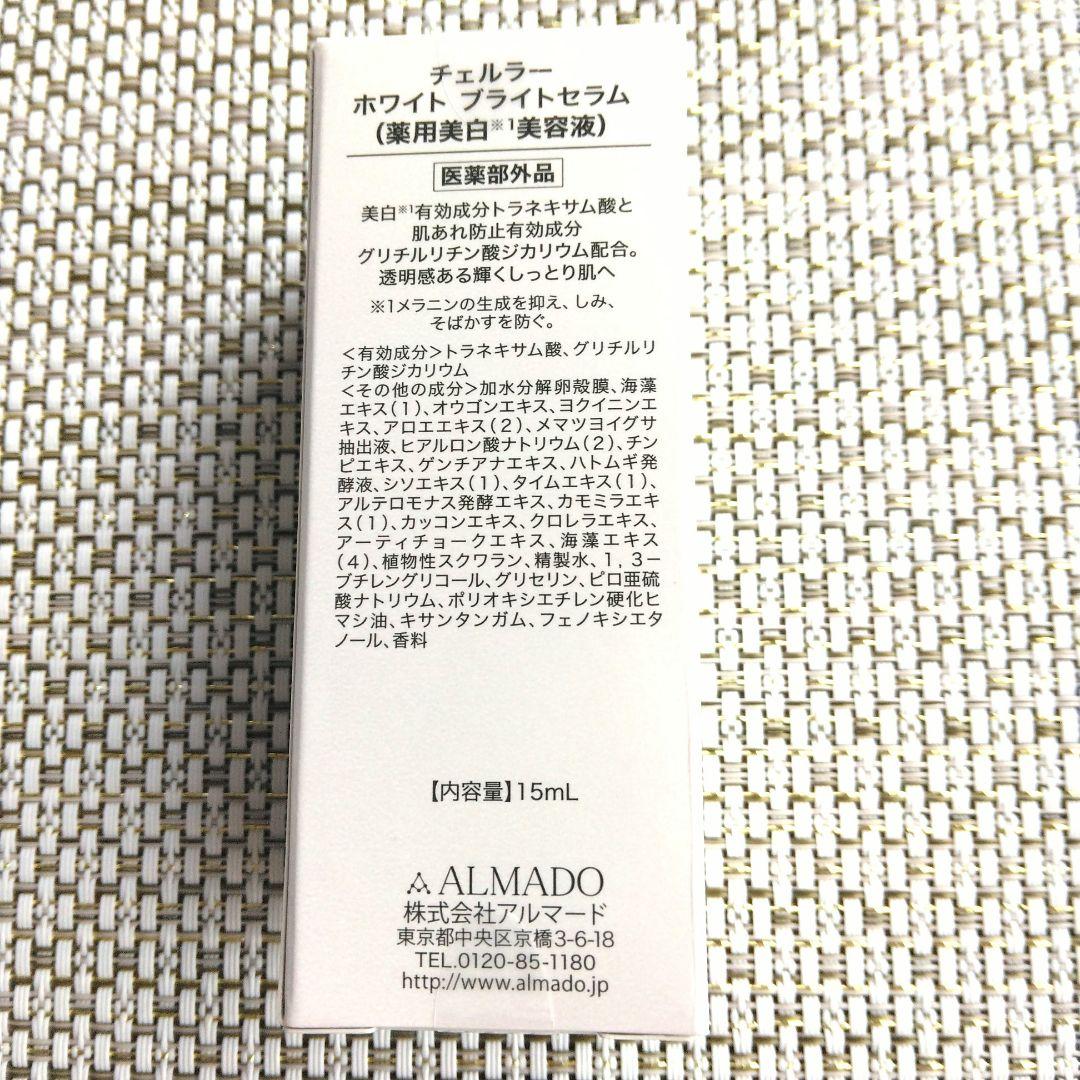 チェルラー
ホワイト ブライトセラム
(薬用美白※1美容液)
医薬部外品
美白※1有効成分トラネキサム酸と
肌あれ防止有効成分
グリチルリチン酸ジカリウム配合。
透明感ある輝くしっとり肌へ
※1メラニンの生成を抑え、しみ、
そばかすを防ぐ。
<有効成分>トラネキサム酸、グリチルリ
チン酸ジカリウム
<その他の成分>加水分解卵殻膜、海藻
エキス(1)、オウゴンエキス、ヨクイニンエ
キス、アロエエキス(2)、メマツヨイグサ
抽出液、ヒアルロン酸ナトリウム(2)、チン
ピエキス、ゲンチアナエキス、ハトムギ発
酵液、シソエキス(1)、タイムエキス(1)、
アルテロモナス発酵エキス、カモミラエキ
ス(1)、カッコンエキス、クロレラエキス、
アーティチョークエキス、海藻エキス
(4)、植物性スクワラン、精製水、1,3－
ブチレングリコール、グリセリン、ピロ亜硫
酸ナトリウム、ポリオキシエチレン硬化ヒ
マシ油、キサンタンガム、フェノキシエタ
ノール、香料
【内容量】15mL
ALMADO
株式会社アルマード
東京都中央区京橋3-6-18
TEL.0120-85-1180
http://www.almado.jp